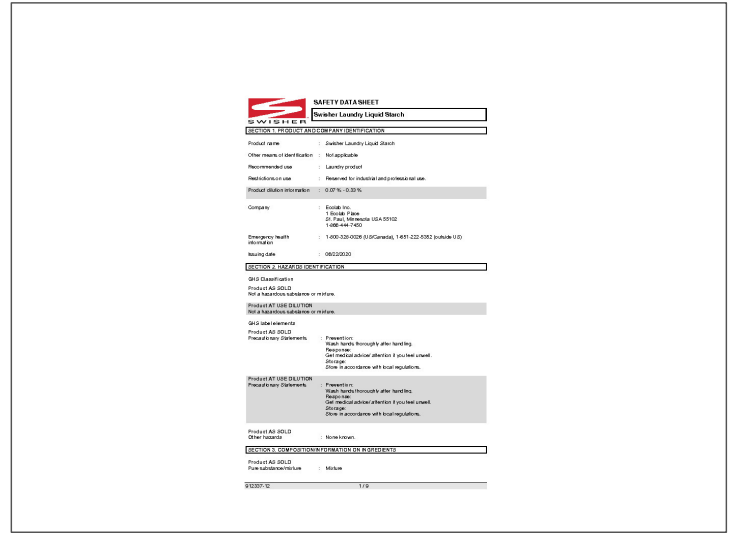 SAFETY DATA SHEET
Swisher Laundry Liquid Starch
SWISHER
SECTION 1. PRODUCT AND COMPANY IDENTIFICATION
Product name : Swisher Laundry Liquid Starch
Other means of identification : Not applicable
Recommended use : Laundry product
Restrictions on use : Reserved for industrial and professional use.
Product dilution information : 0.07 % - 0.33 %
Company : Ecolab Inc.
1 Ecolab Place
St. Paul, Minnesota USA 55102
1-866-444-7450
Emergency health : 1-800-328-0026 (US/Canada), 1-651-222-5352 (outside US)
information
Issuing date : 08/22/2020
SECTION 2. HAZARDS IDENTIFICATION
GHS Classification
Product AS SOLD
Not a hazardous substance or mixture.
Product AT USE DILUTION
Not a hazardous substance or mixture.
GHS label elements
Product AS SOLD
Precautionary Statements : Prevention:
Wash hands thoroughly after handling.
Response:
Get medical advice/ attention if you feel unwell.
Storage:
Store in accordance with local regulations.
Product AT USE DILUTION
Precautionary Statements : Prevention:
Wash hands thoroughly after handling.
Response:
Get medical advice/ attention if you feel unwell.
Storage:
Store in accordance with local regulations.
Product AS SOLD
Other hazards : None known.
SECTION 3. COMPOSITION/INFORMATION ON INGREDIENTS
Product AS SOLD
Pure substance/mixture : Mixture
912337-12 1 / 9